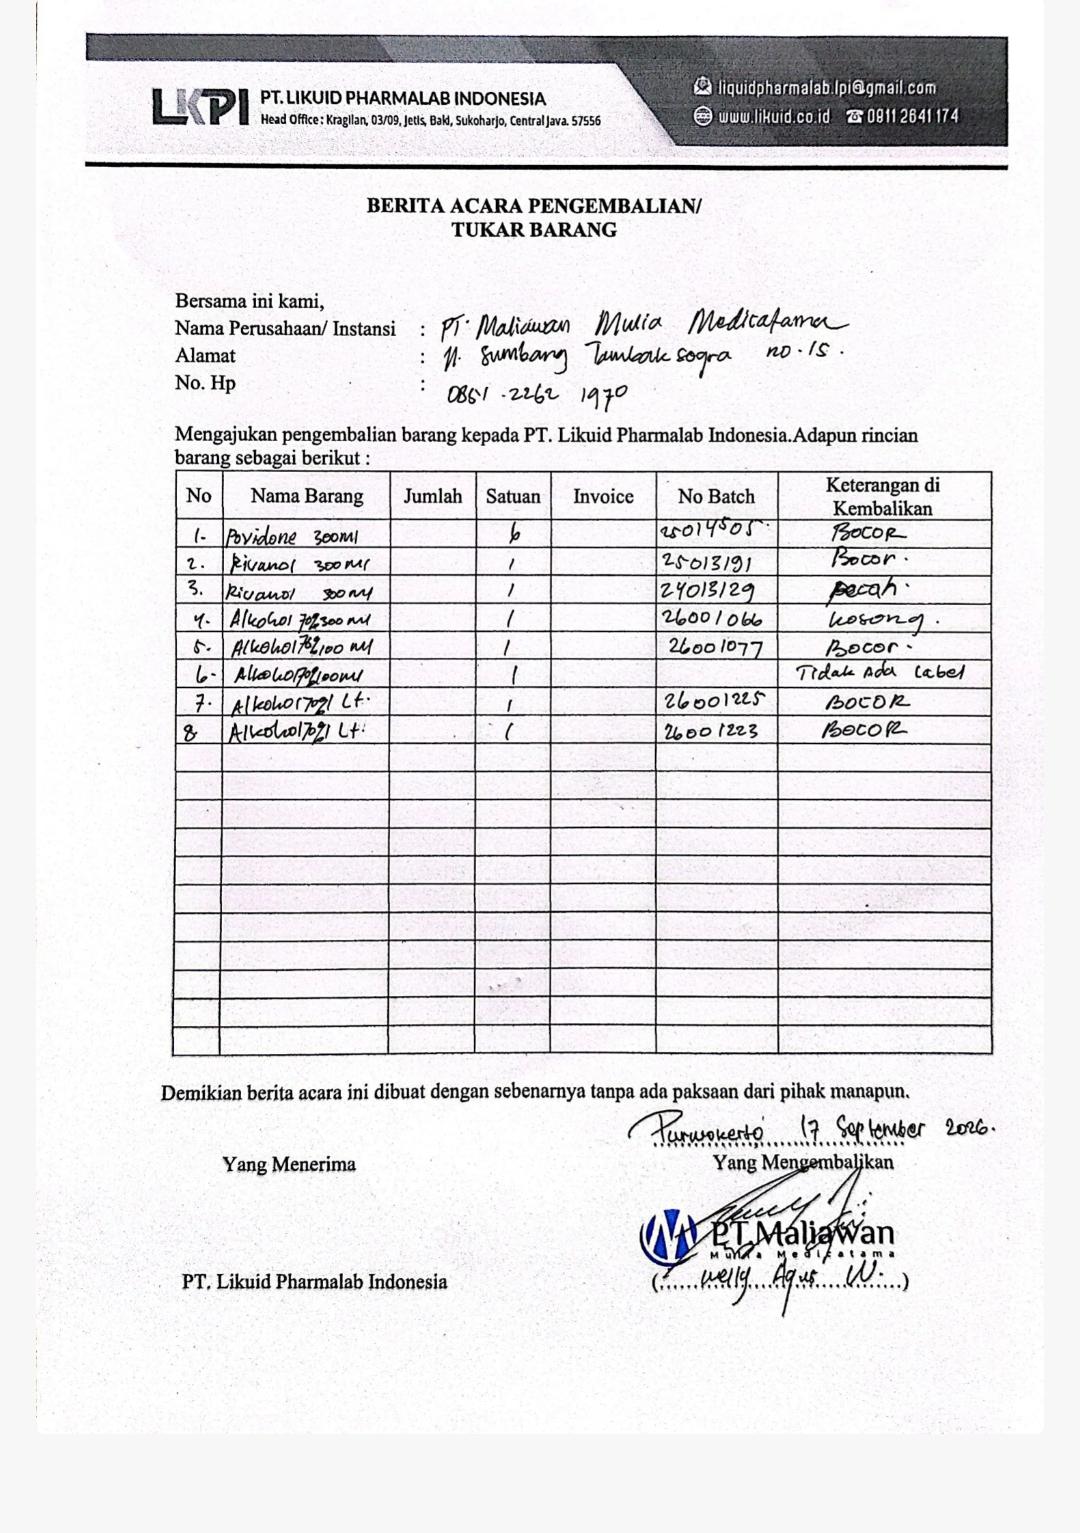 LKPI PT. LIKUID PHARMALAB INDONESIA
Head Office : Kragilan, 03/09, Jetis, Baki, Sukoharjo, Central Java. 57556
liquidpharmalab.lpi@gmail.com
www.likuid.co.id 0811 2641 174
BERITA ACARA PENGEMBALIAN/
TUKAR BARANG
Bersama ini kami,
Nama Perusahaan/ Instansi : PT. Maliawan Mulia Medicatama
Alamat : Jl. Sumbang Tambaksogra no. 15.
No. Hp : 0851 .2262 1970
Mengajukan pengembalian barang kepada PT. Likuid Pharmalab Indonesia.Adapun rincian
barang sebagai berikut :
No Nama Barang Jumlah Satuan Invoice No Batch Keterangan di Kembalikan
1- Povidone 300ml 6 25014505 BOCOR
2. Rivanol 300ml 1 25013191 Bocor.
3. Rivanol 300ml 1 24013129 pecah.
4. Alkohol 70% 300ml 1 26001066 kosong.
5. Alkohol 70% 100 ml 1 26001077 Bocor.
6- Alkohol 70% 100ml 1 Tidak Ada Label
7. Alkohol 70% 1 Lt. 1 26001225 BOCOR
8 Alkohol 70% 1 Lt. 1 26001223 BOCOR
Demikian berita acara ini dibuat dengan sebenarnya tanpa ada paksaan dari pihak manapun.
Purwokerto 17 September 2026.
Yang Menerima Yang Mengembalikan
PT.Maliawan
Mulia Medicatama
PT. Likuid Pharmalab Indonesia (Welly Agus W.)